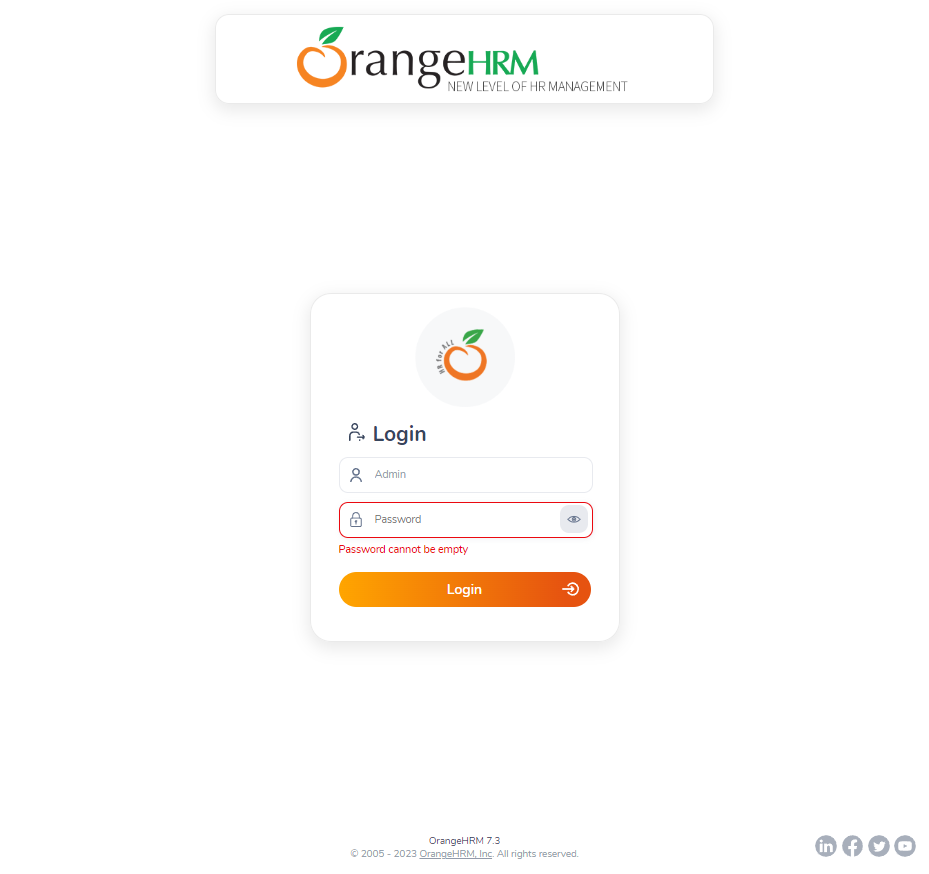 OrangeHRM
NEW LEVEL OF HR MANAGEMENT
HR for ALL
Login
Admin
Password
Password cannot be empty
Login
OrangeHRM 7.3
© 2005 - 2023 OrangeHRM, Inc. All rights reserved.